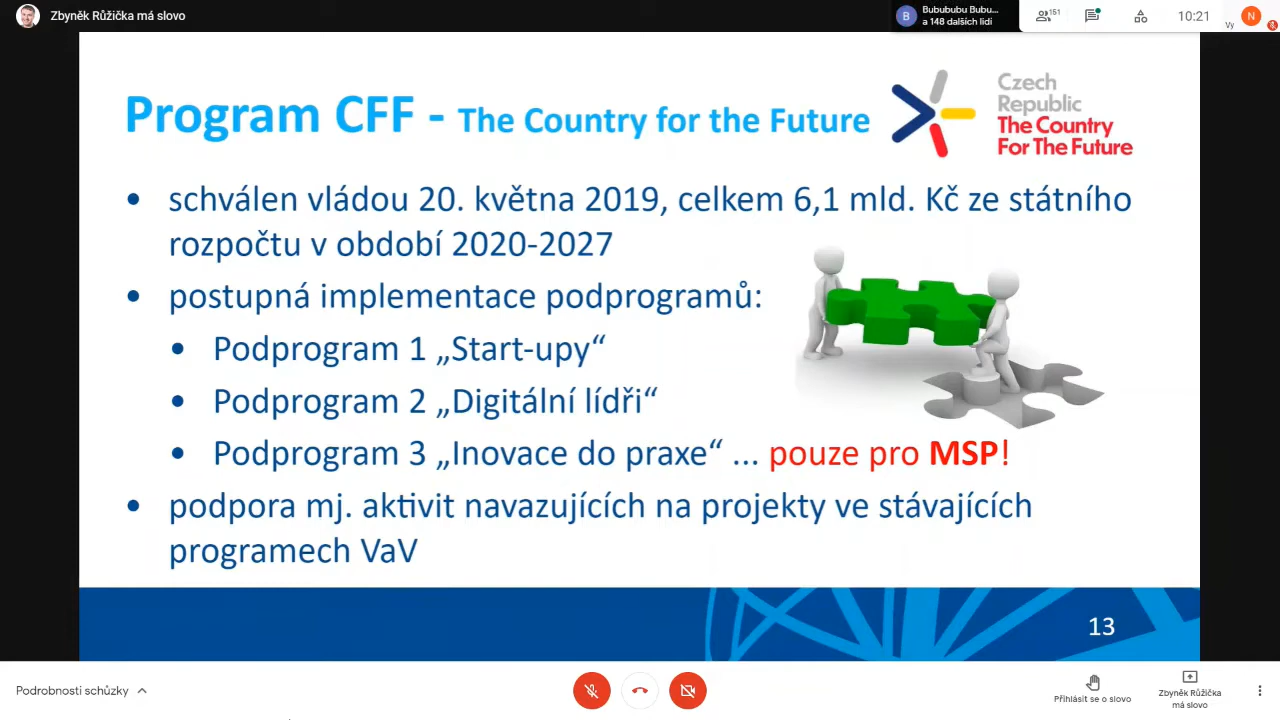 Zbyněk Růžička má slovo
B
Bubububu Bubu...
a 148 dalších lidí
151
10:21
Vy
N
Program CFF - The Country for the Future
Czech
Republic
The Country
For The Future
• schválen vládou 20. května 2019, celkem 6,1 mld. Kč ze státního
rozpočtu v období 2020-2027
• postupná implementace podprogramů:
• Podprogram 1 „Start-upy“
• Podprogram 2 „Digitální lídři“
• Podprogram 3 „Inovace do praxe“ ... pouze pro MSP!
• podpora mj. aktivit navazujících na projekty ve stávajících
programech VaV
13
Podrobnosti schůzky
Přihlásit se o slovo
Zbyněk Růžička
má slovo